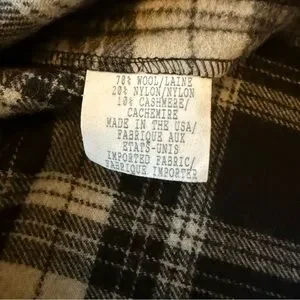 70% WOOL/LAINE
20% NYLON/NYLON
10% CASHMERE/
CACHEMIRE
MADE IN THE USA/
FABRIQUE AUX
ETATS-UNIS
IMPORTED FABRIC/
FABRIQUE IMPORTER